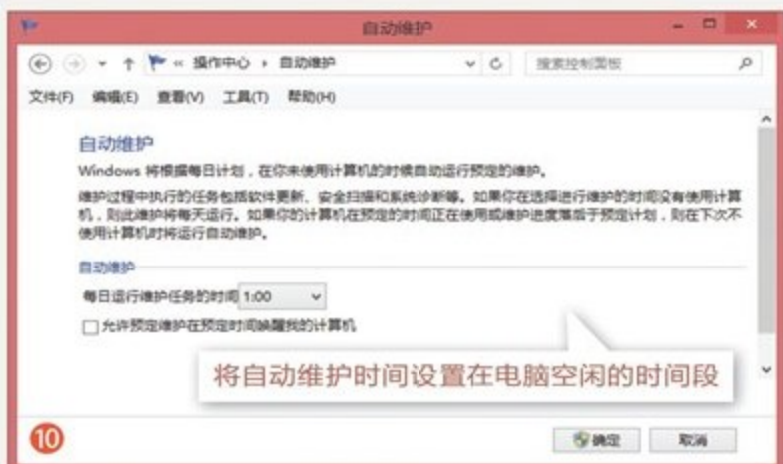 自动维护
« 操作中心 › 自动维护
搜索控制面板
文件(F) 编辑(E) 查看(V) 工具(T) 帮助(H)
自动维护
Windows 将根据每日计划，在你未使用计算机的时候自动运行预定的维护。
维护过程中执行的任务包括软件更新、安全扫描和系统诊断等。如果你在选择进行维护的时间没有使用计算
机，则此维护将每天运行。如果你的计算机在预定的时间正在使用或维护进度落后于预定计划，则在下次不
使用计算机时将运行自动维护。
自动维护
每日运行维护任务的时间 1:00
允许预定维护在预定时间唤醒我的计算机
将自动维护时间设置在电脑空闲的时间段
10
确定 取消